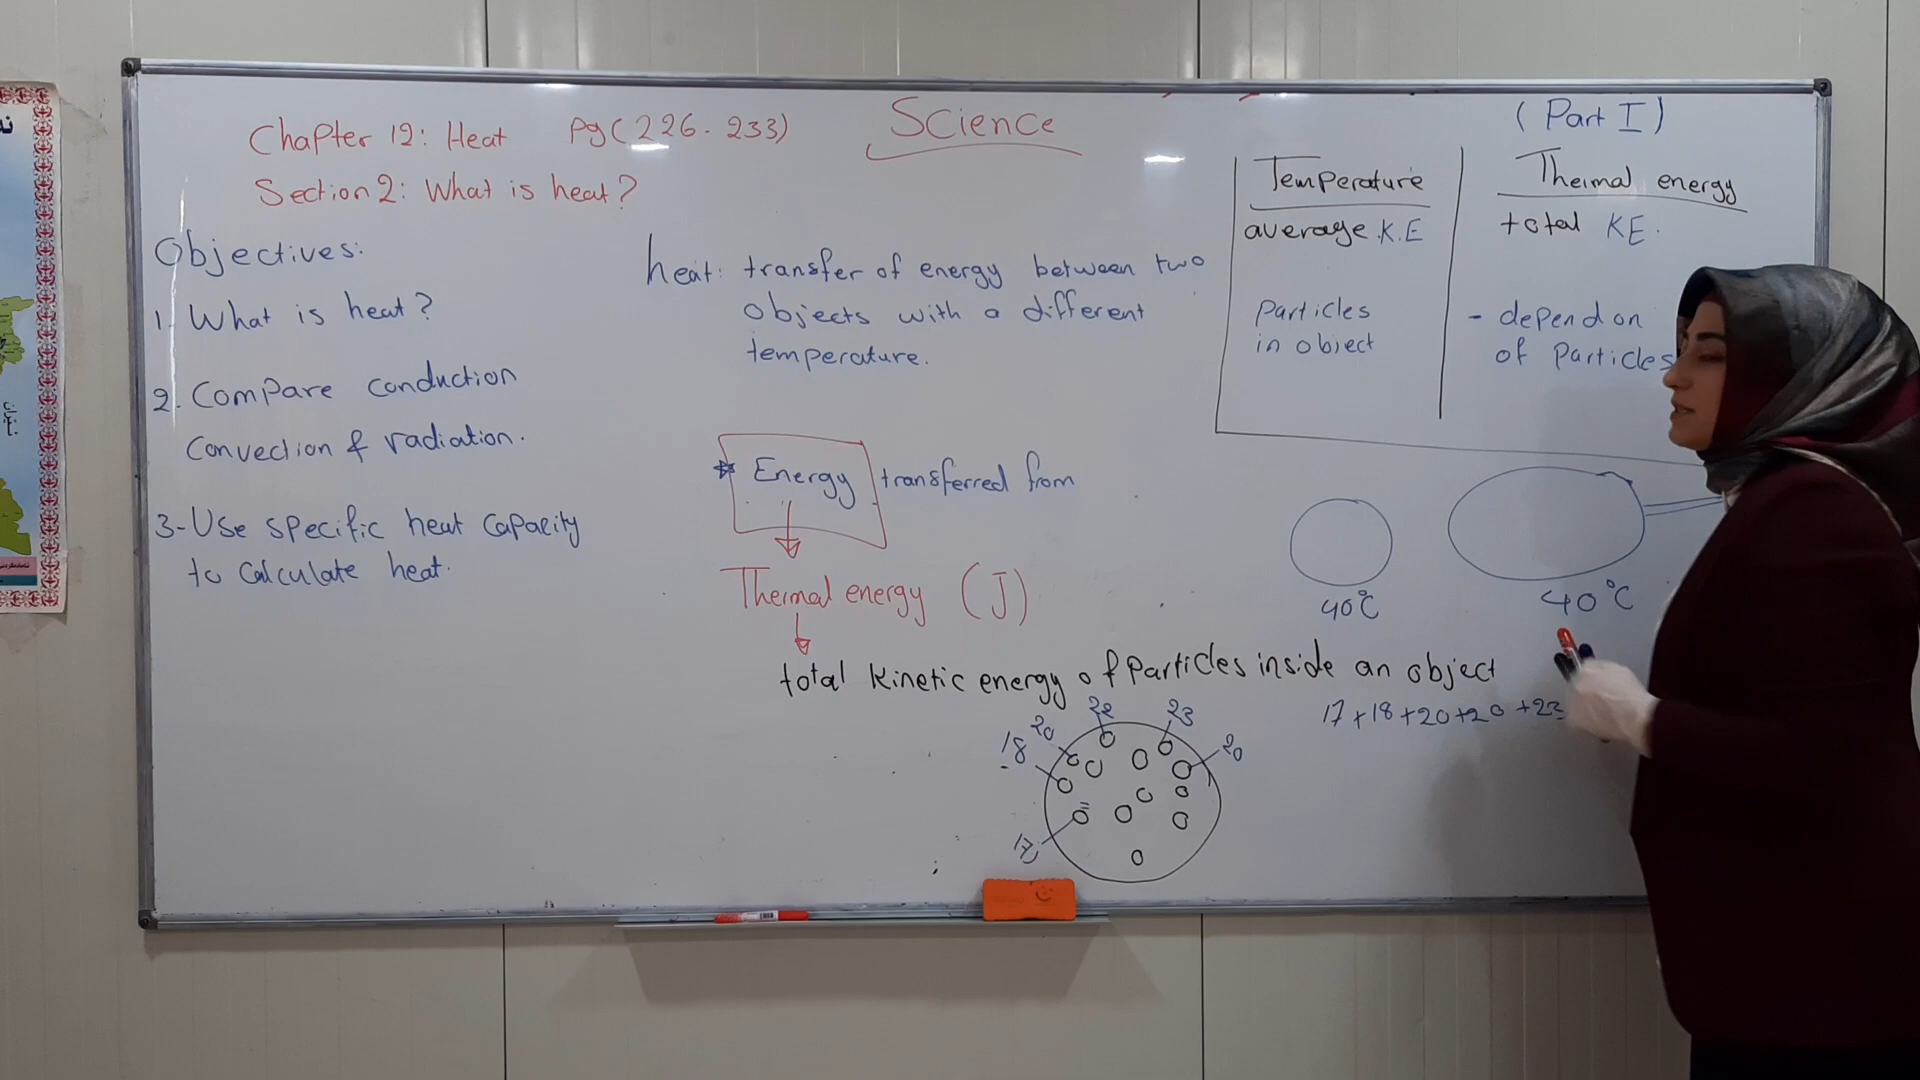 Science
(Part I)
Chapter 12: Heat pg(226-233)
Section 2: What is heat?
Objectives:
1. What is heat?
2. Compare conduction
Convection & radiation.
3- Use specific heat capacity
to calculate heat.
heat: transfer of energy between two
objects with a different
temperature.
* Energy transferred from
Thermal energy (J)
total kinetic energy of particles inside an object
Temperature
average K.E
particles
in object
Thermal energy
total KE.
- depend on
of particles
40°C
40°C
17+18+20+20+23
18
20
22
23
20
17